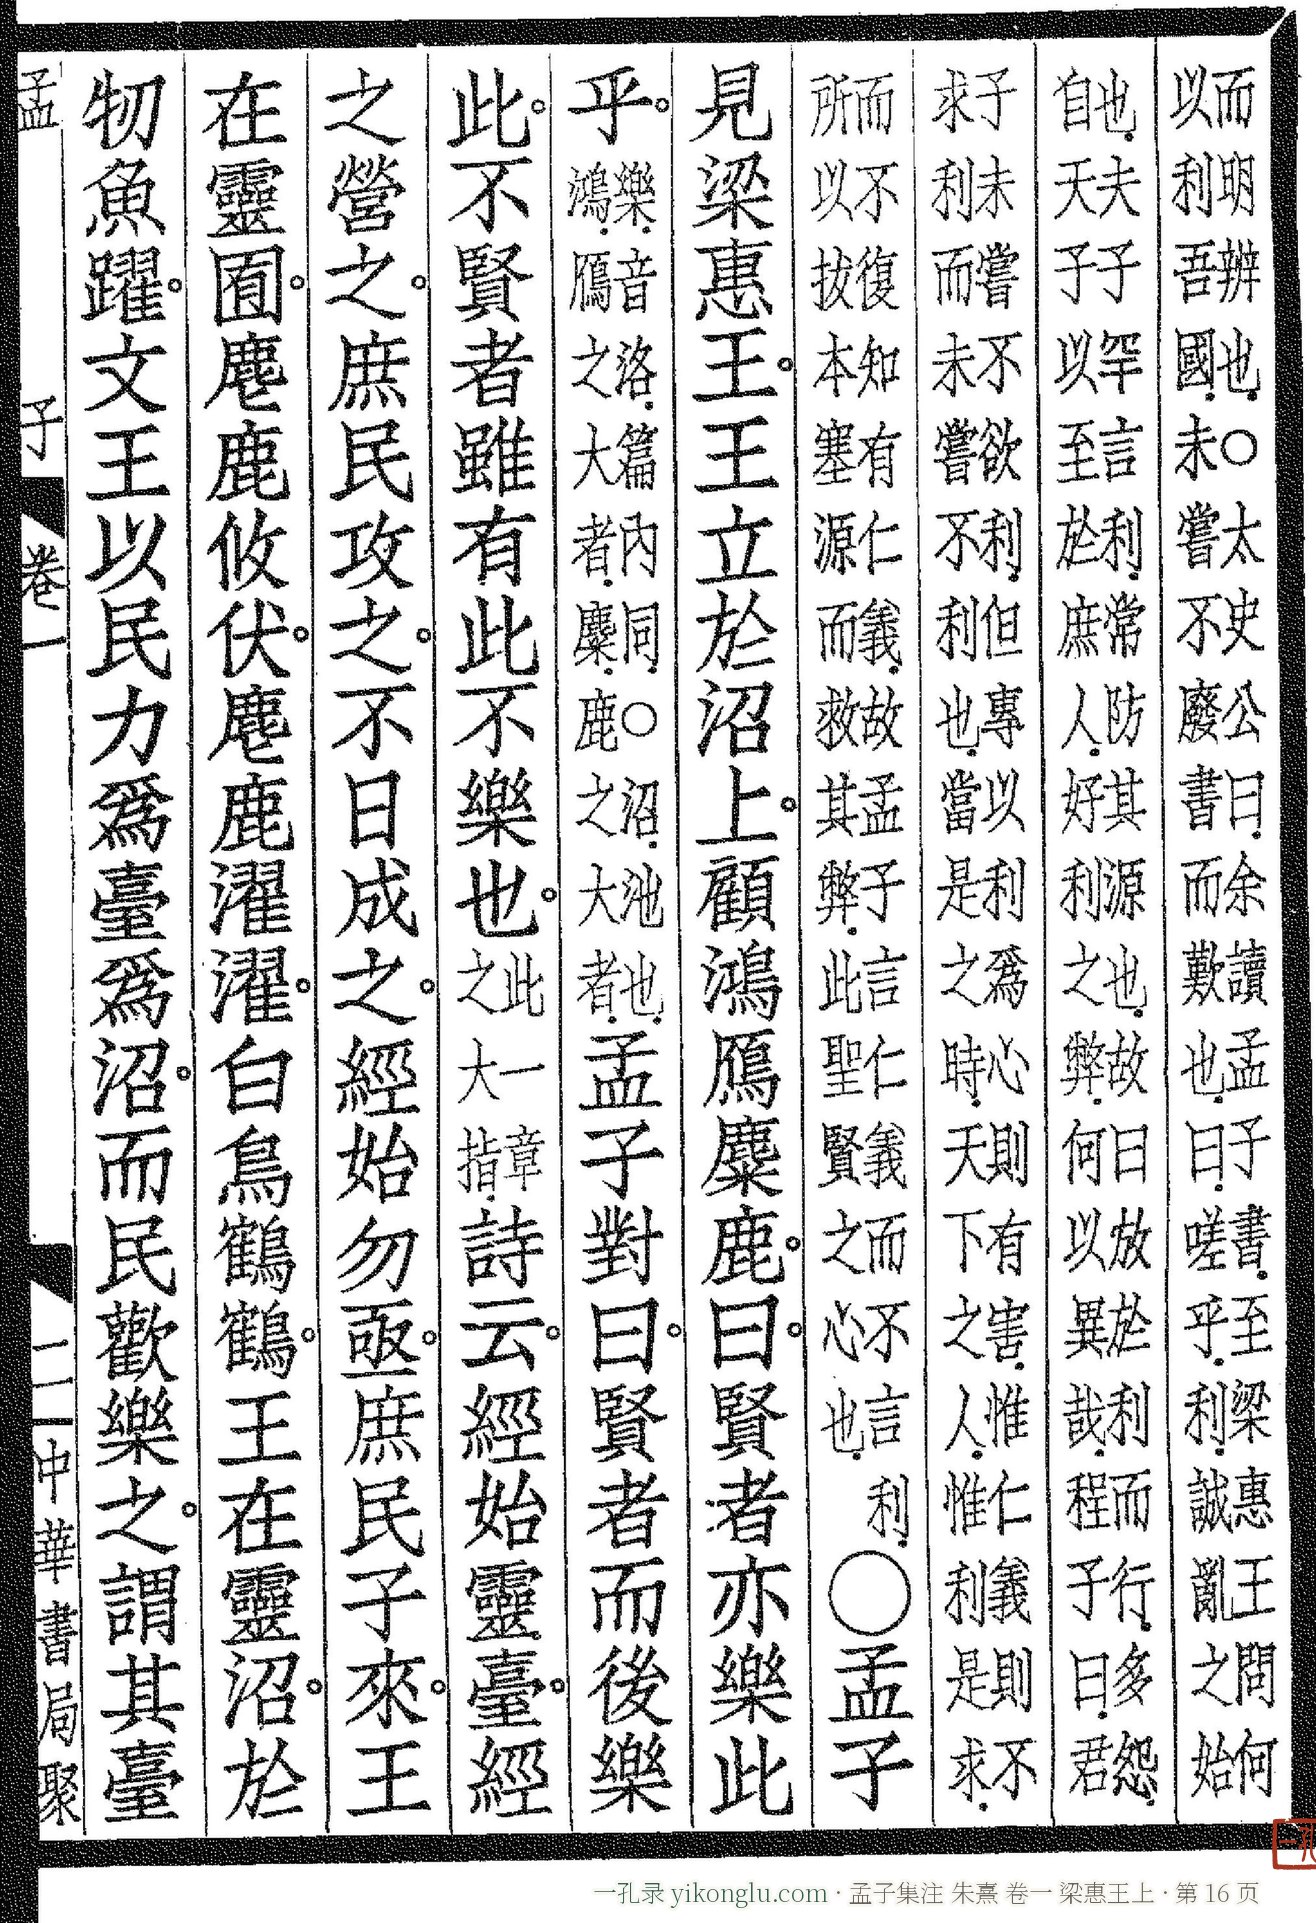 而明辨也。○太史公曰。余讀孟子書。至梁惠王問何
以利吾國。未嘗不廢書而歎也。曰。嗟乎。利。誠亂之始
也。夫子罕言利。常防其源也。故曰放於利而行。多怨。
自天子以至於庶人。好利之弊。何以異哉。程子曰。君
子未嘗不欲利。但專以利爲心則有害。惟仁義則不
求利而未嘗不利也。當是之時。天下之人。惟利是求。
而不復知有仁義。故孟子言仁義而不言利。
所以拔本塞源而救其弊。此聖賢之心也。
○孟子
見梁惠王。王立於沼上。顧鴻鴈麋鹿。曰。賢者亦樂此
乎。
樂。音洛。篇內同。○沼。池也。
鴻。鴈之大者。麋。鹿之大者。
孟子對曰。賢者而後樂
此。不賢者雖有此不樂也。
此一章
之大指。
詩云。經始靈臺。經
之營之。庶民攻之。不日成之。經始勿亟。庶民子來。王
在靈囿。麀鹿攸伏。麀鹿濯濯。白鳥鶴鶴。王在靈沼。於
牣魚躍。文王以民力爲臺爲沼。而民歡樂之。謂其臺
孟子 卷一 二一中華書局聚
一孔录 yikonglu.com · 孟子集注 朱熹 卷一 梁惠王上 · 第 16 页